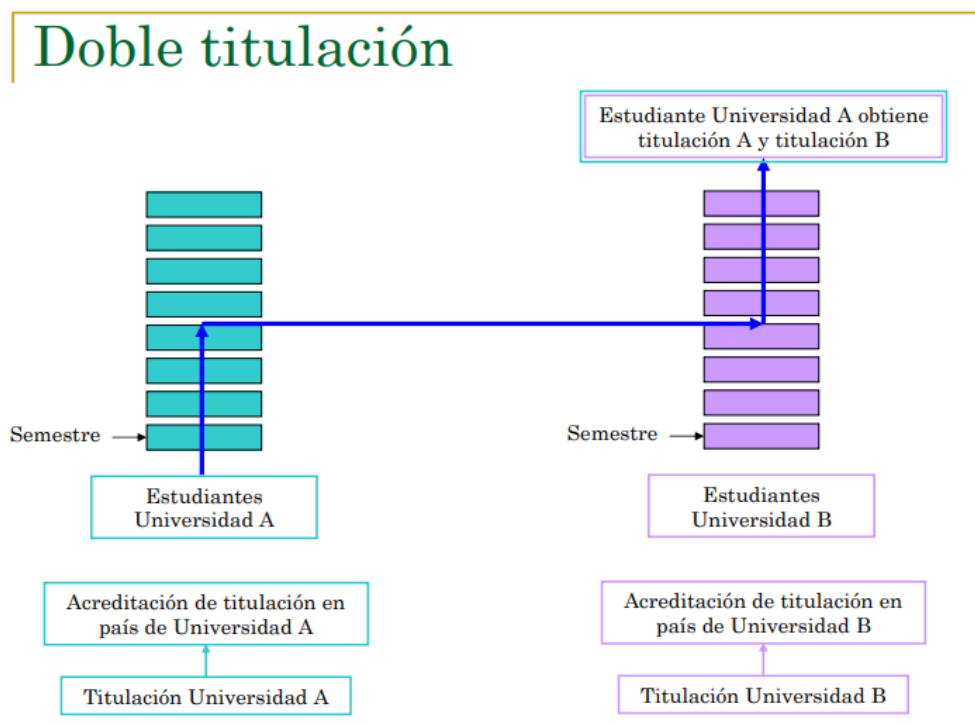 Doble titulación
Estudiante Universidad A obtiene
titulación A y titulación B
Semestre
Semestre
Estudiantes
Universidad A
Estudiantes
Universidad B
Acreditación de titulación en
país de Universidad A
Acreditación de titulación en
país de Universidad B
Titulación Universidad A
Titulación Universidad B